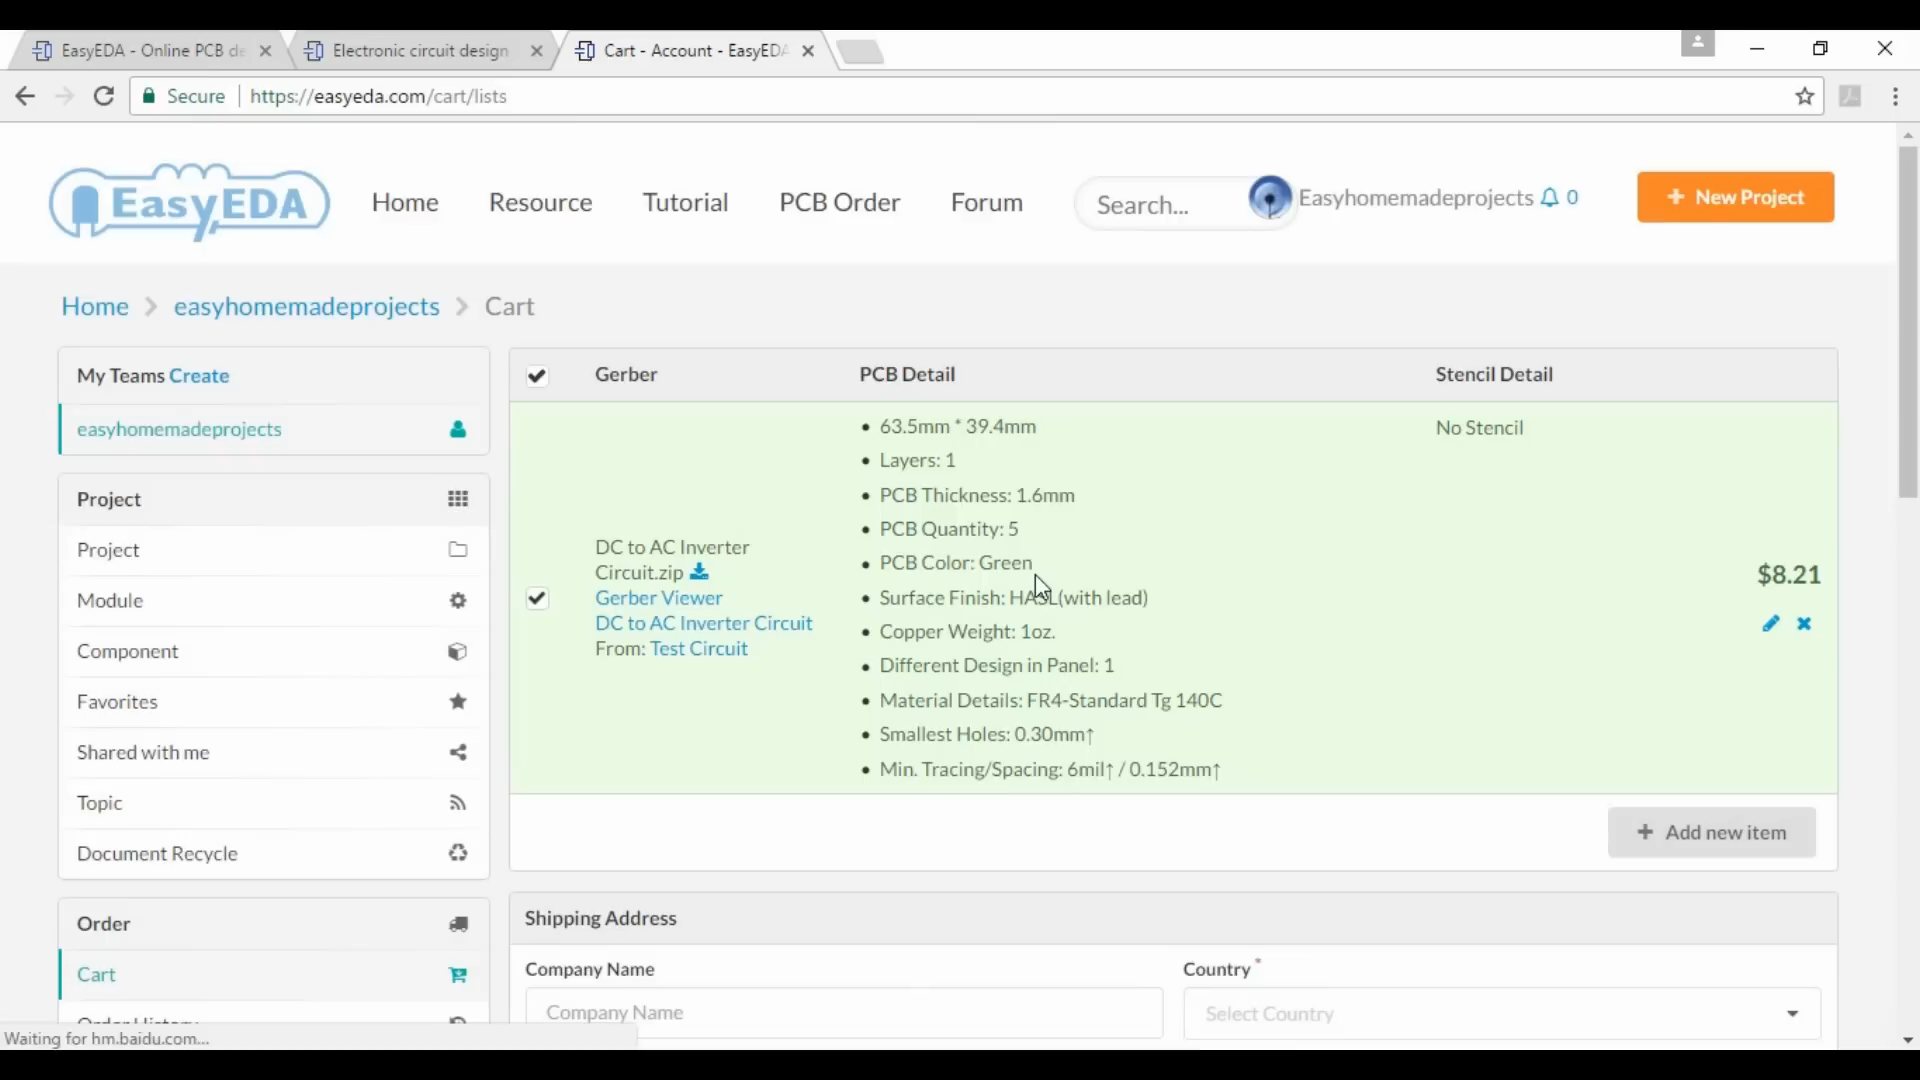 EasyEDA - Online PCB de
Electronic circuit design
Cart - Account - EasyEDA
Secure
https://easyeda.com/cart/lists
EasyEDA
Home
Resource
Tutorial
PCB Order
Forum
Search...
Easyhomemadeprojects
0
+ New Project
Home > easyhomemadeprojects > Cart
My Teams Create
easyhomemadeprojects
Project
Project
Module
Component
Favorites
Shared with me
Topic
Document Recycle
Order
Cart
Order History
Gerber
PCB Detail
Stencil Detail
DC to AC Inverter
Circuit.zip
Gerber Viewer
DC to AC Inverter Circuit
From: Test Circuit
• 63.5mm * 39.4mm
• Layers: 1
• PCB Thickness: 1.6mm
• PCB Quantity: 5
• PCB Color: Green
• Surface Finish: HASL(with lead)
• Copper Weight: 1oz.
• Different Design in Panel: 1
• Material Details: FR4-Standard Tg 140C
• Smallest Holes: 0.30mm↑
• Min. Tracing/Spacing: 6mil↑ / 0.152mm↑
No Stencil
$8.21
+ Add new item
Shipping Address
Company Name
Company Name
Country *
Select Country
Waiting for hm.baidu.com...